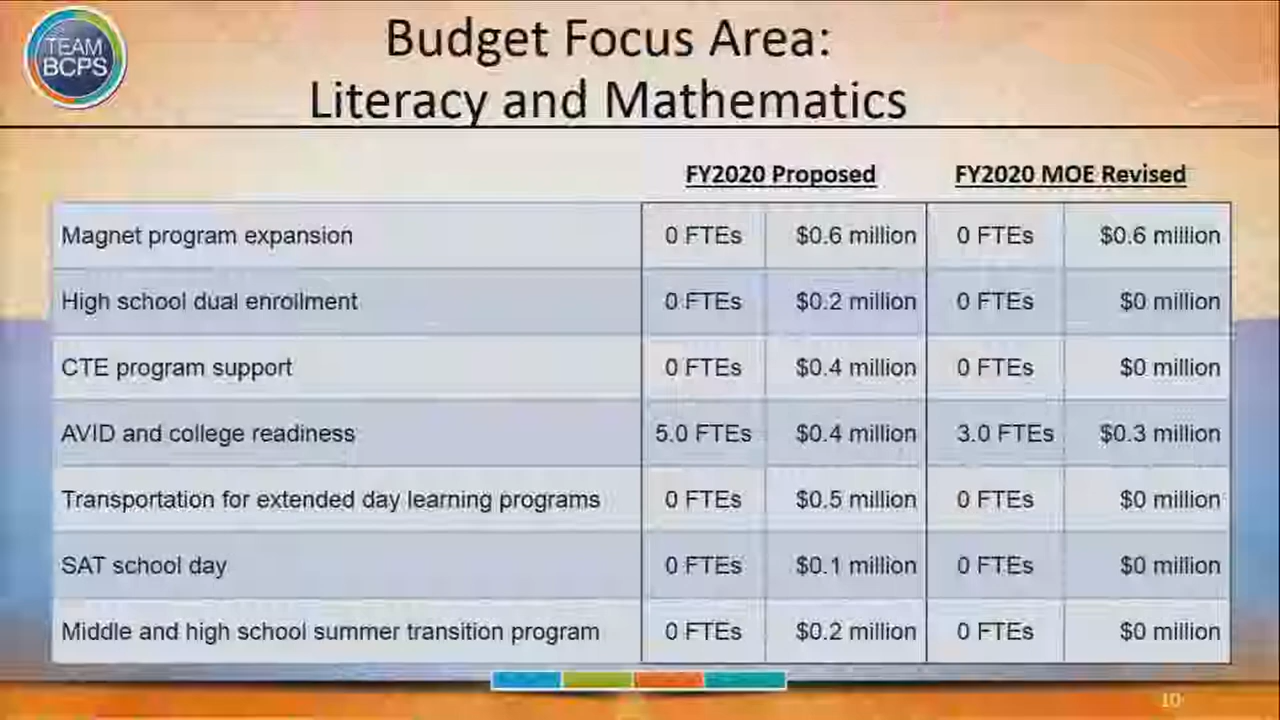 TEAM
BCPS
Budget Focus Area:
Literacy and Mathematics
FY2020 Proposed FY2020 MOE Revised
Magnet program expansion 0 FTEs $0.6 million 0 FTEs $0.6 million
High school dual enrollment 0 FTEs $0.2 million 0 FTEs $0 million
CTE program support 0 FTEs $0.4 million 0 FTEs $0 million
AVID and college readiness 5.0 FTEs $0.4 million 3.0 FTEs $0.3 million
Transportation for extended day learning programs 0 FTEs $0.5 million 0 FTEs $0 million
SAT school day 0 FTEs $0.1 million 0 FTEs $0 million
Middle and high school summer transition program 0 FTEs $0.2 million 0 FTEs $0 million
10